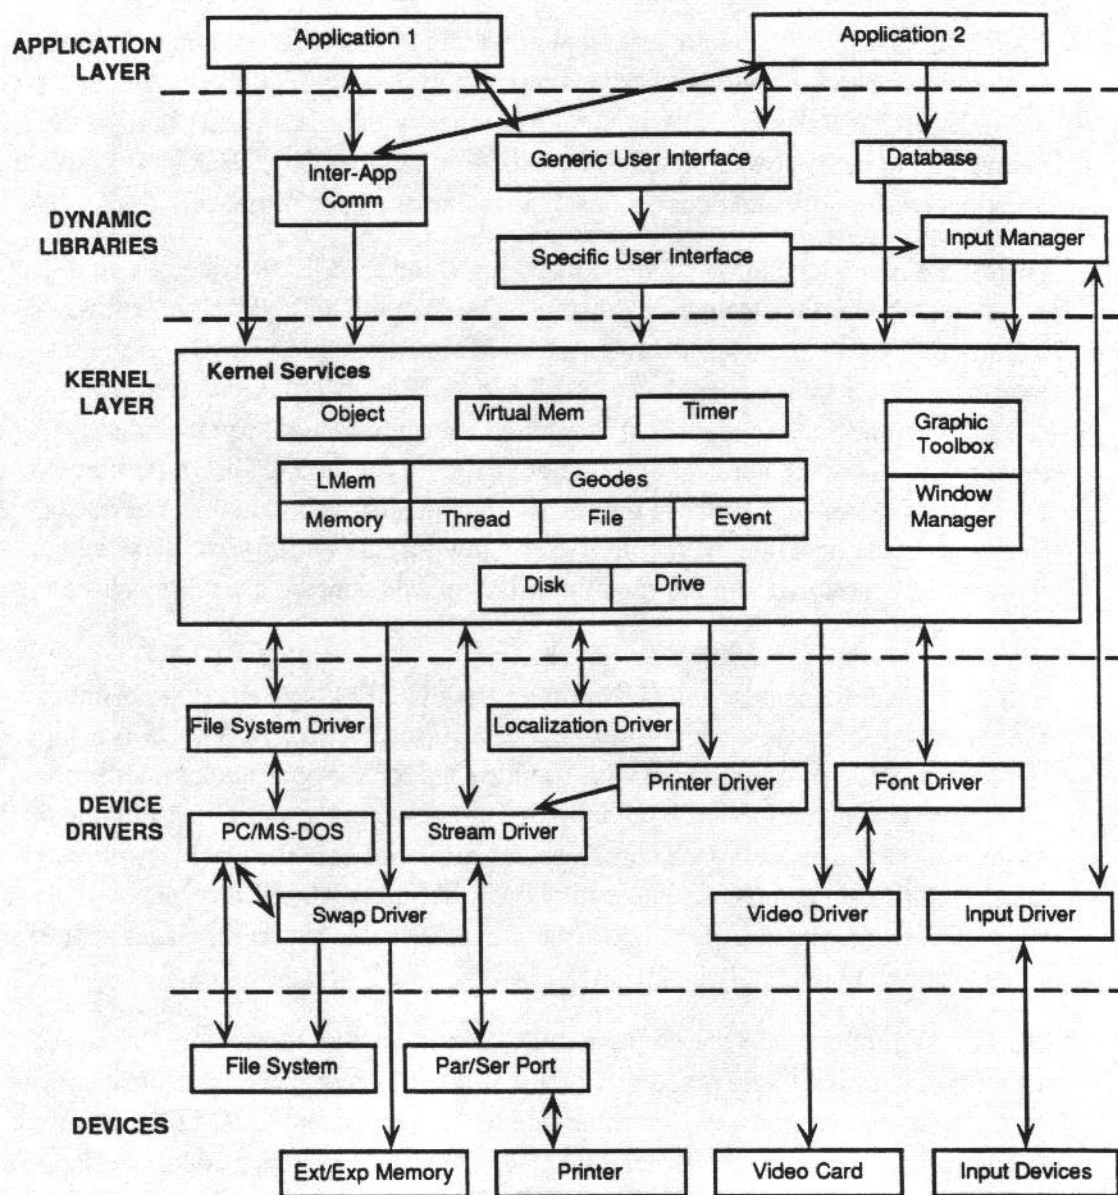 Application 1
Application 2
APPLICATION
LAYER
Inter-App
Comm
Generic User Interface
Database
DYNAMIC
LIBRARIES
Specific User Interface
Input Manager
KERNEL
LAYER
Kernel Services
Object
Virtual Mem
Timer
Graphic
Toolbox
LMem
Geodes
Window
Manager
Memory
Thread
File
Event
Disk
Drive
File System Driver
Localization Driver
Printer Driver
Font Driver
DEVICE
DRIVERS
PC/MS-DOS
Stream Driver
Swap Driver
Video Driver
Input Driver
File System
Par/Ser Port
DEVICES
Ext/Exp Memory
Printer
Video Card
Input Devices